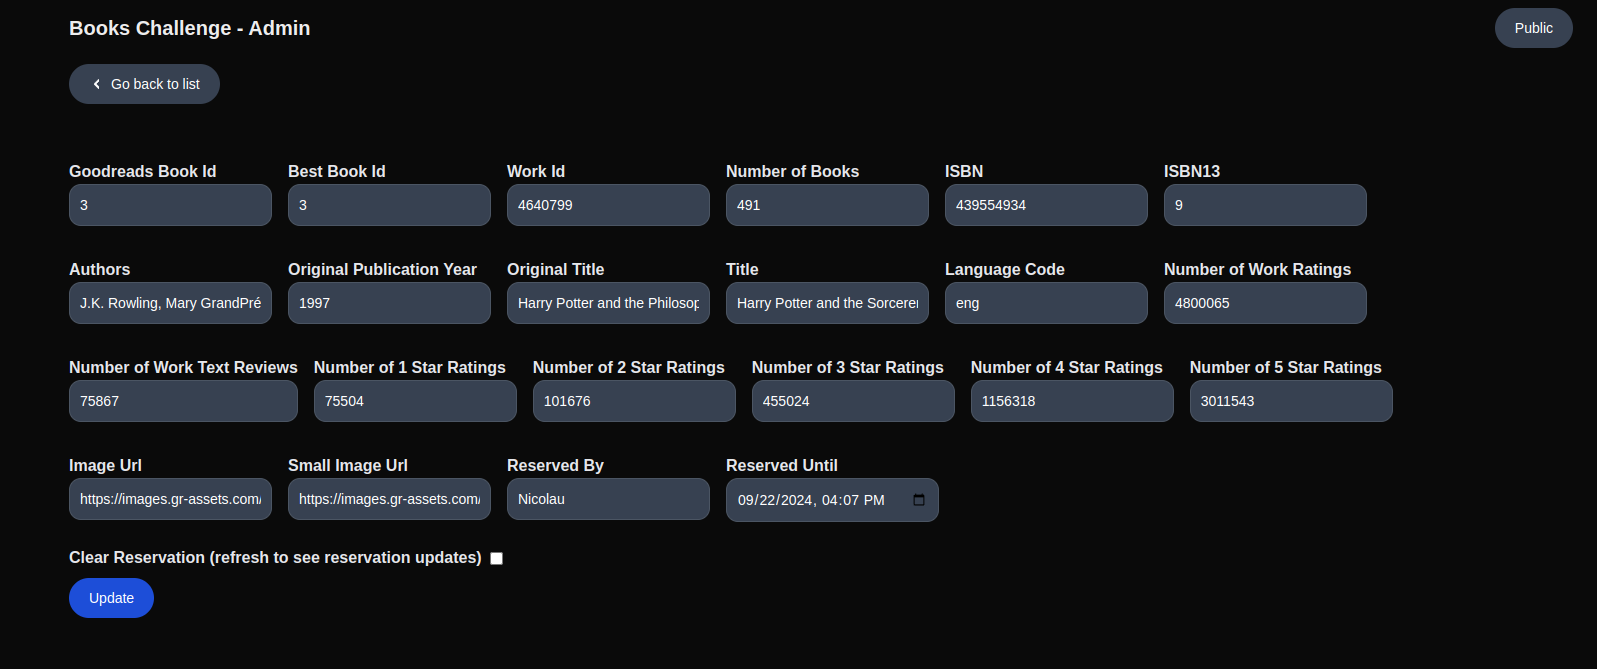 Books Challenge - Admin
Public
Go back to list
Goodreads Book Id Best Book Id Work Id Number of Books ISBN ISBN13
3 3 4640799 491 439554934 9
Authors Original Publication Year Original Title Title Language Code Number of Work Ratings
J.K. Rowling, Mary GrandPré 1997 Harry Potter and the Philosop Harry Potter and the Sorcerer eng 4800065
Number of Work Text Reviews Number of 1 Star Ratings Number of 2 Star Ratings Number of 3 Star Ratings Number of 4 Star Ratings Number of 5 Star Ratings
75867 75504 101676 455024 1156318 3011543
Image Url Small Image Url Reserved By Reserved Until
https://images.gr-assets.com/ https://images.gr-assets.com/ Nicolau 09/22/2024, 04:07 PM
Clear Reservation (refresh to see reservation updates)
Update